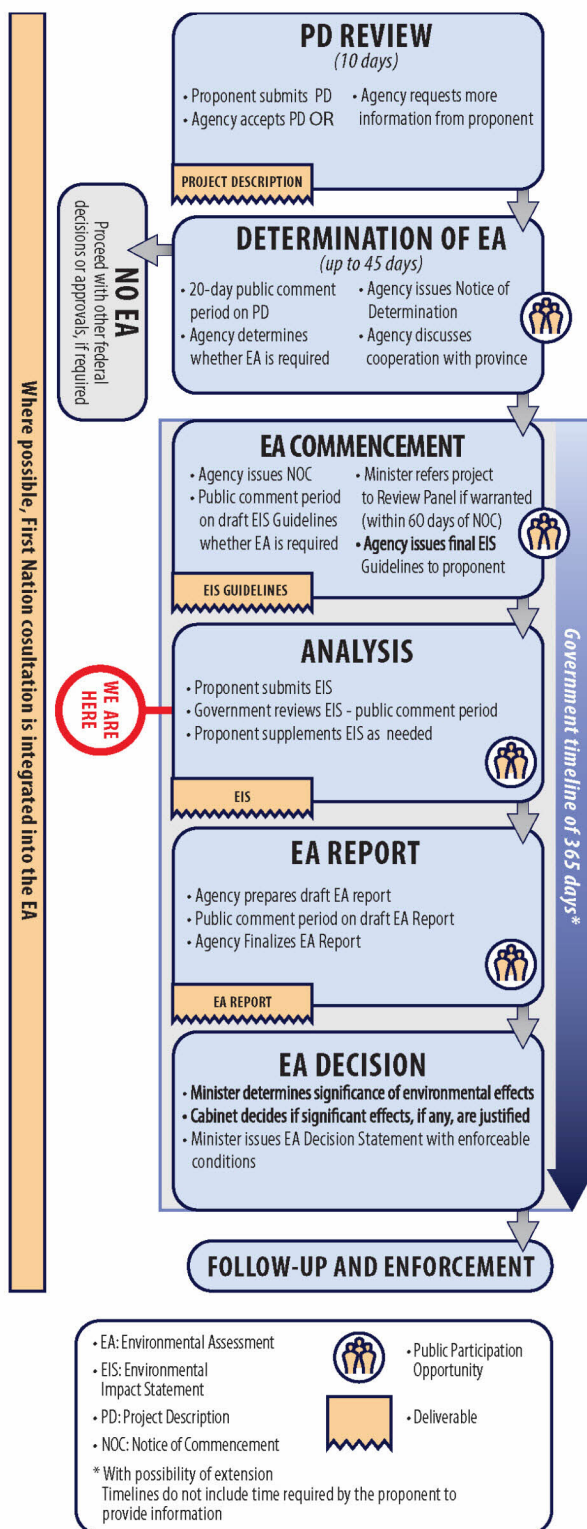 PD REVIEW
(10 days)
• Proponent submits PD
• Agency accepts PD OR
• Agency requests more
information from proponent
PROJECT DESCRIPTION
DETERMINATION OF EA
(up to 45 days)
• 20-day public comment
period on PD
• Agency determines
whether EA is required
• Agency issues Notice of
Determination
• Agency discusses
cooperation with province
NO EA
Proceed with other federal
decisions or approvals, if required
Where possible, First Nation cosultation is integrated into the EA
EA COMMENCEMENT
• Agency issues NOC
• Public comment period
on draft EIS Guidelines
whether EA is required
• Minister refers project
to Review Panel if warranted
(within 60 days of NOC)
• Agency issues final EIS
Guidelines to proponent
EIS GUIDELINES
Government timeline of 365 days*
ANALYSIS
• Proponent submits EIS
• Government reviews EIS - public comment period
• Proponent supplements EIS as needed
WE ARE
HERE
EIS
EA REPORT
• Agency prepares draft EA report
• Public comment period on draft EA Report
• Agency Finalizes EA Report
EA REPORT
EA DECISION
• Minister determines significance of environmental effects
• Cabinet decides if significant effects, if any, are justified
• Minister issues EA Decision Statement with enforceable
conditions
FOLLOW-UP AND ENFORCEMENT
• EA: Environmental Assessment
• EIS: Environmental
Impact Statement
• PD: Project Description
• NOC: Notice of Commencement
• Public Participation
Opportunity
• Deliverable
* With possibility of extension
Timelines do not include time required by the proponent to
provide information